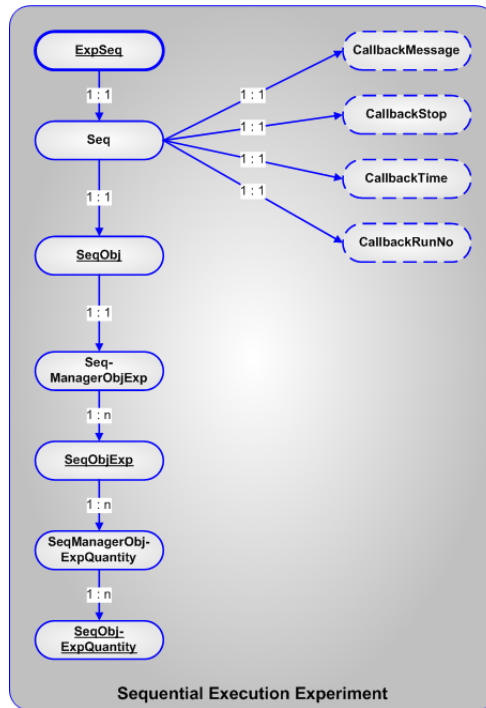 ExpSeq
CallbackMessage
1 : 1
1 : 1
Seq
CallbackStop
1 : 1
1 : 1
CallbackTime
1 : 1
1 : 1
CallbackRunNo
SeqObj
1 : 1
Seq-
ManagerObjExp
1 : n
SeqObjExp
1 : n
SeqManagerObj-
ExpQuantity
1 : n
SeqObj-
ExpQuantity
Sequential Execution Experiment